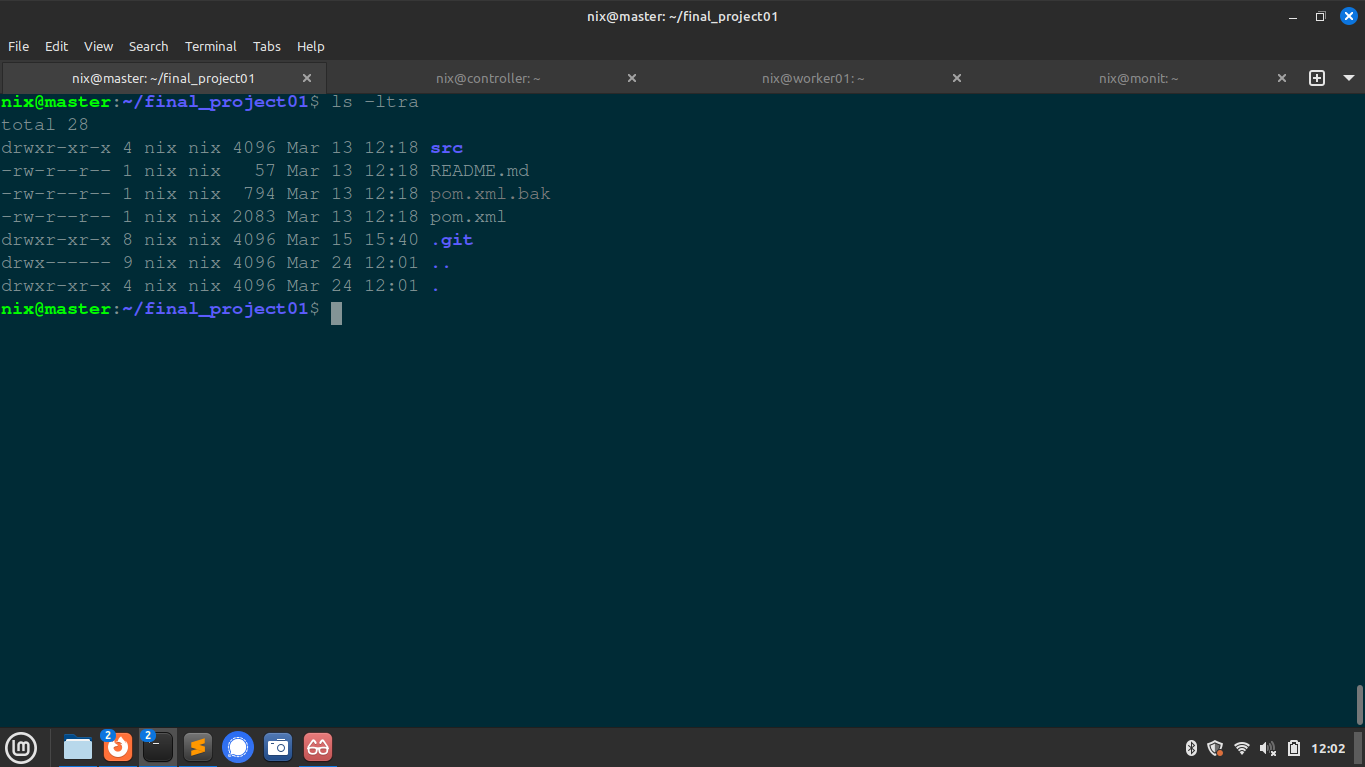 nix@master: ~/final_project01
File Edit View Search Terminal Tabs Help
nix@master: ~/final_project01 nix@controller: ~ nix@worker01: ~ nix@monit: ~
nix@master:~/final_project01$ ls -ltra
total 28
drwxr-xr-x 4 nix nix 4096 Mar 13 12:18 src
-rw-r--r-- 1 nix nix   57 Mar 13 12:18 README.md
-rw-r--r-- 1 nix nix  794 Mar 13 12:18 pom.xml.bak
-rw-r--r-- 1 nix nix 2083 Mar 13 12:18 pom.xml
drwxr-xr-x 8 nix nix 4096 Mar 15 15:40 .git
drwx------ 9 nix nix 4096 Mar 24 12:01 ..
drwxr-xr-x 4 nix nix 4096 Mar 24 12:01 .
nix@master:~/final_project01$
2 2 12:02